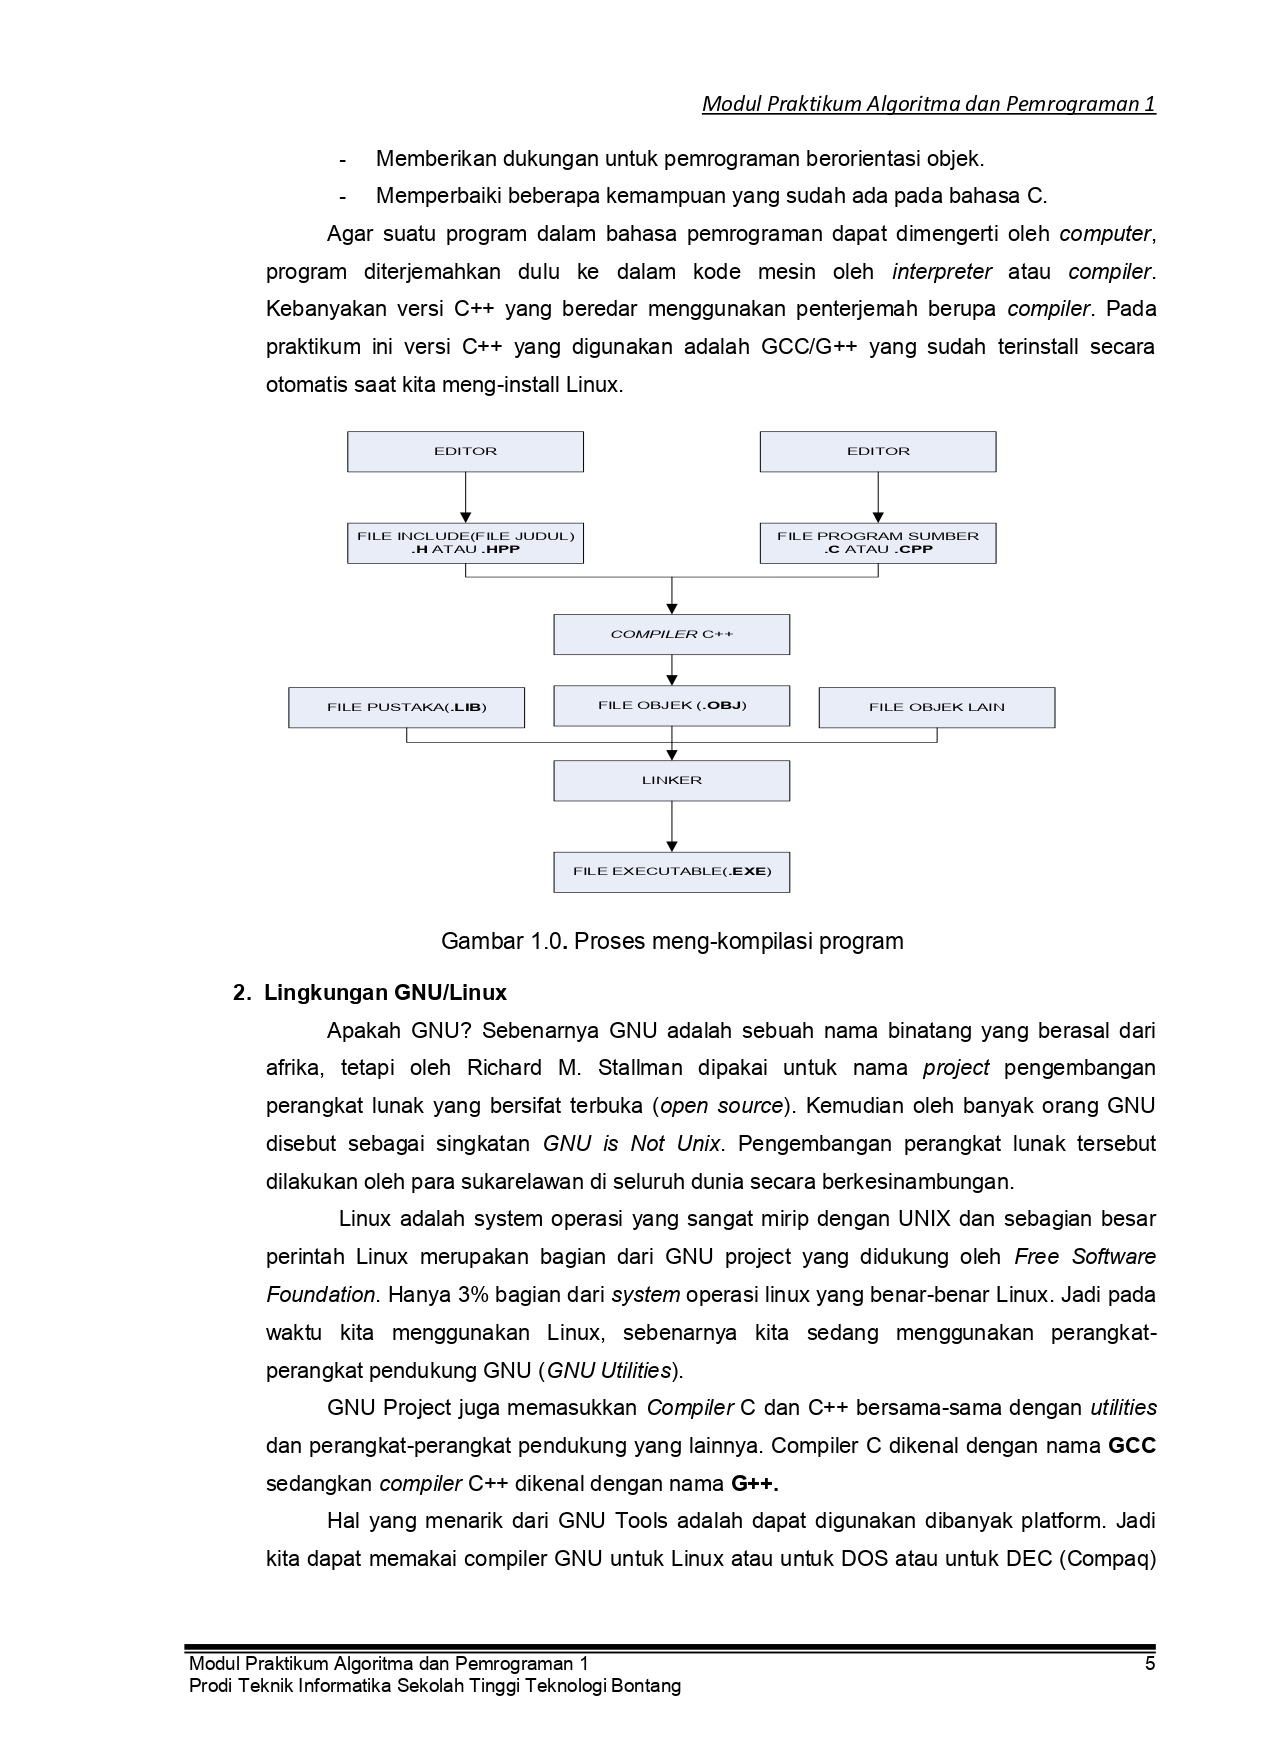 Modul Praktikum Algoritma dan Pemrograman 1
- Memberikan dukungan untuk pemrograman berorientasi objek.
- Memperbaiki beberapa kemampuan yang sudah ada pada bahasa C.
Agar suatu program dalam bahasa pemrograman dapat dimengerti oleh computer,
program diterjemahkan dulu ke dalam kode mesin oleh interpreter atau compiler.
Kebanyakan versi C++ yang beredar menggunakan penterjemah berupa compiler. Pada
praktikum ini versi C++ yang digunakan adalah GCC/G++ yang sudah terinstall secara
otomatis saat kita meng-install Linux.
EDITOR
EDITOR
FILE INCLUDE(FILE JUDUL)
.H ATAU .HPP
FILE PROGRAM SUMBER
.C ATAU .CPP
COMPILER C++
FILE PUSTAKA(.LIB)
FILE OBJEK (.OBJ)
FILE OBJEK LAIN
LINKER
FILE EXECUTABLE(.EXE)
Gambar 1.0. Proses meng-kompilasi program
2. Lingkungan GNU/Linux
Apakah GNU? Sebenarnya GNU adalah sebuah nama binatang yang berasal dari
afrika, tetapi oleh Richard M. Stallman dipakai untuk nama project pengembangan
perangkat lunak yang bersifat terbuka (open source). Kemudian oleh banyak orang GNU
disebut sebagai singkatan GNU is Not Unix. Pengembangan perangkat lunak tersebut
dilakukan oleh para sukarelawan di seluruh dunia secara berkesinambungan.
Linux adalah system operasi yang sangat mirip dengan UNIX dan sebagian besar
perintah Linux merupakan bagian dari GNU project yang didukung oleh Free Software
Foundation. Hanya 3% bagian dari system operasi linux yang benar-benar Linux. Jadi pada
waktu kita menggunakan Linux, sebenarnya kita sedang menggunakan perangkat-
perangkat pendukung GNU (GNU Utilities).
GNU Project juga memasukkan Compiler C dan C++ bersama-sama dengan utilities
dan perangkat-perangkat pendukung yang lainnya. Compiler C dikenal dengan nama GCC
sedangkan compiler C++ dikenal dengan nama G++.
Hal yang menarik dari GNU Tools adalah dapat digunakan dibanyak platform. Jadi
kita dapat memakai compiler GNU untuk Linux atau untuk DOS atau untuk DEC (Compaq)
Modul Praktikum Algoritma dan Pemrograman 1 5
Prodi Teknik Informatika Sekolah Tinggi Teknologi Bontang